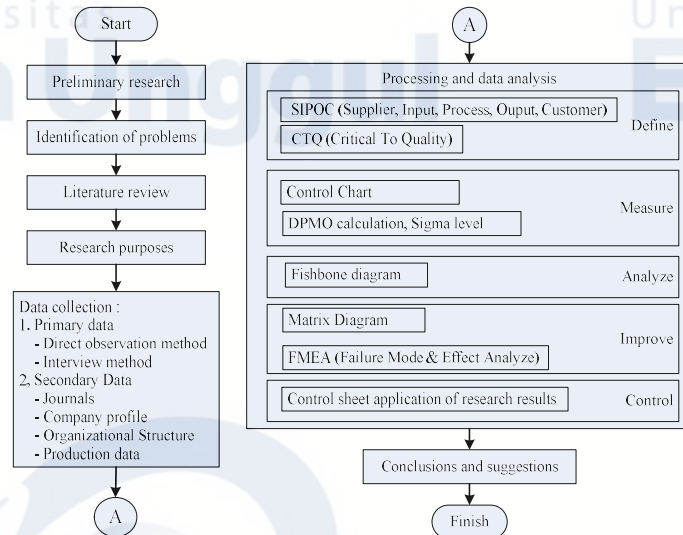 Start
Preliminary research
Identification of problems
Literature review
Research purposes
Data collection :
1. Primary data
- Direct observation method
- Interview method
2, Secondary Data
- Journals
- Company profile
- Organizational Structure
- Production data
A
A
Processing and data analysis
SIPOC (Supplier, Input, Process, Ouput, Customer)
CTQ (Critical To Quality)
Define
Control Chart
DPMO calculation, Sigma level
Measure
Fishbone diagram
Analyze
Matrix Diagram
FMEA (Failure Mode & Effect Analyze)
Improve
Control sheet application of research results
Control
Conclusions and suggestions
Finish
Unggul